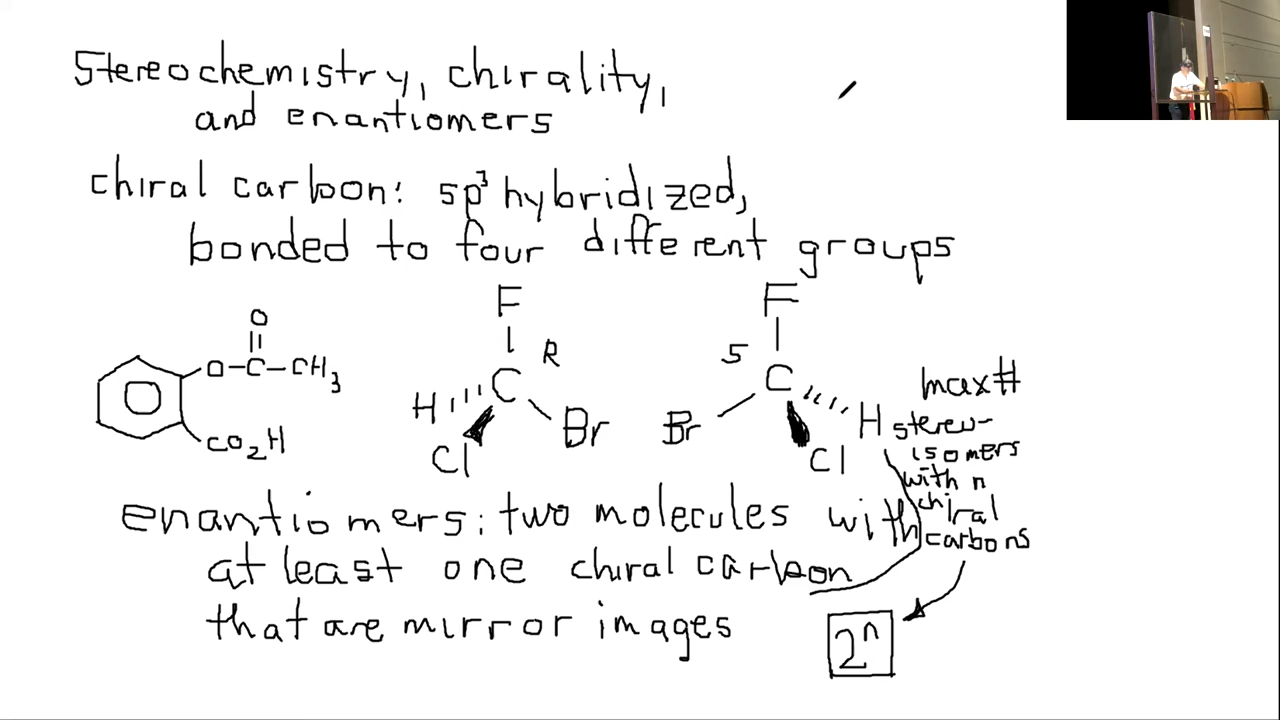 Stereochemistry, chirality,
and enantiomers
chiral carbon: sp³ hybridized,
bonded to four different groups
O
O-C-CH₃
CO₂H
F
R
H C
Br
Cl
F
S
C
Br H
Cl
max #
stereo-
isomers
with n
chiral
carbons
enantiomers: two molecules with
at least one chiral carbon
that are mirror images
2ⁿ